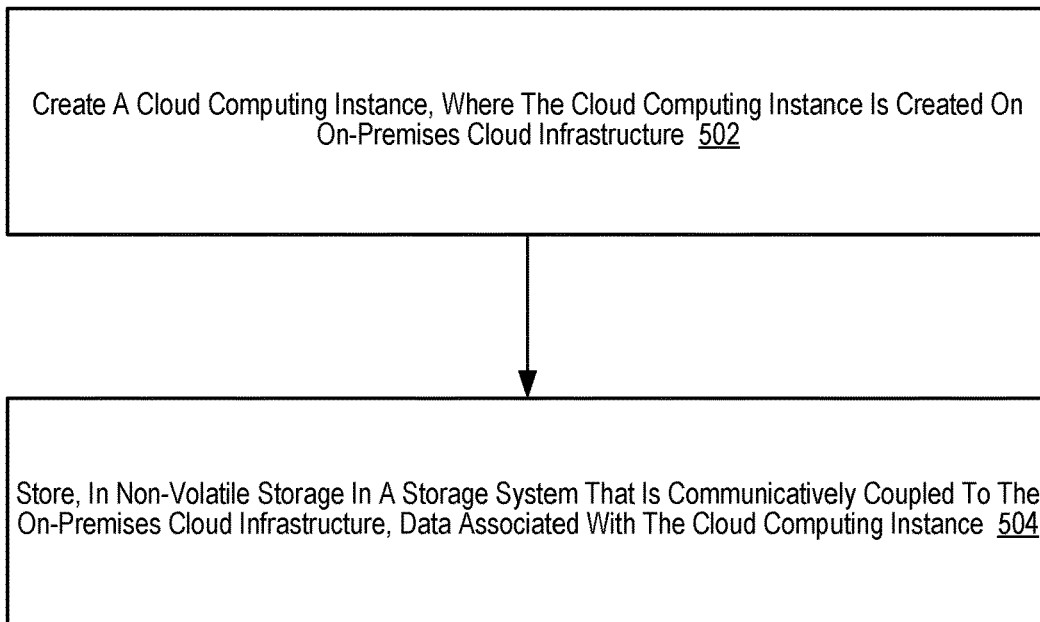 Create A Cloud Computing Instance, Where The Cloud Computing Instance Is Created On
On-Premises Cloud Infrastructure 502
Store, In Non-Volatile Storage In A Storage System That Is Communicatively Coupled To The
On-Premises Cloud Infrastructure, Data Associated With The Cloud Computing Instance 504